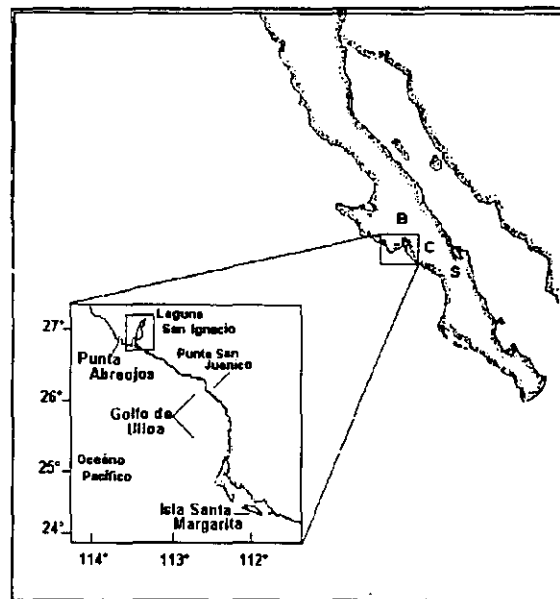 B
C
S
Laguna
San Ignacio
27°
Punta
Abreojos
Punta San
Juanico
26°
Golfo de
Ulloa
Oceáno
Pacífico
25°
Isla Santa
Margarita
24°
114° 113° 112°